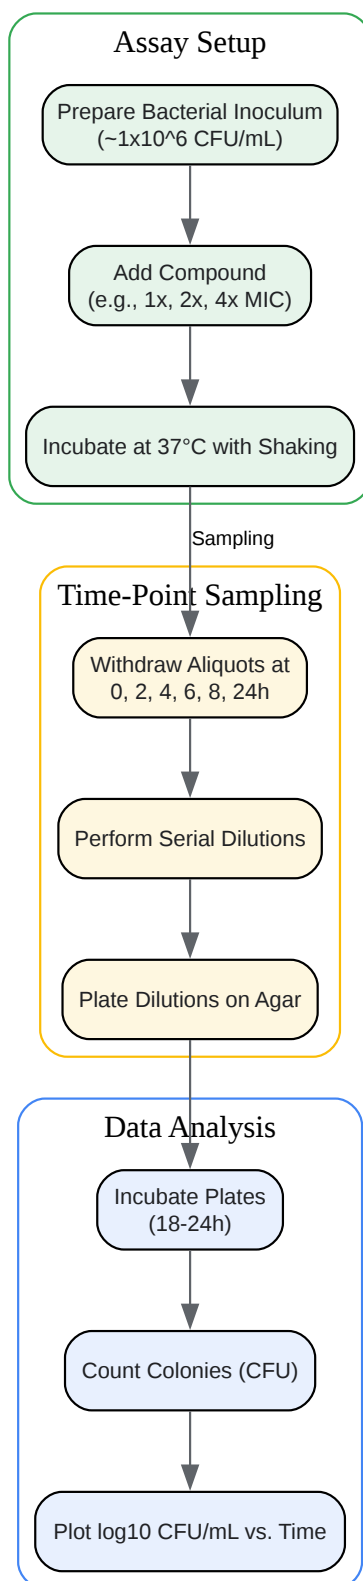 Assay Setup
Prepare Bacterial Inoculum
(~1x10^6 CFU/mL)
Add Compound
(e.g., 1x, 2x, 4x MIC)
Incubate at 37°C with Shaking
Sampling
Time-Point Sampling
Withdraw Aliquots at
0, 2, 4, 6, 8, 24h
Perform Serial Dilutions
Plate Dilutions on Agar
Data Analysis
Incubate Plates
(18-24h)
Count Colonies (CFU)
Plot log10 CFU/mL vs. Time